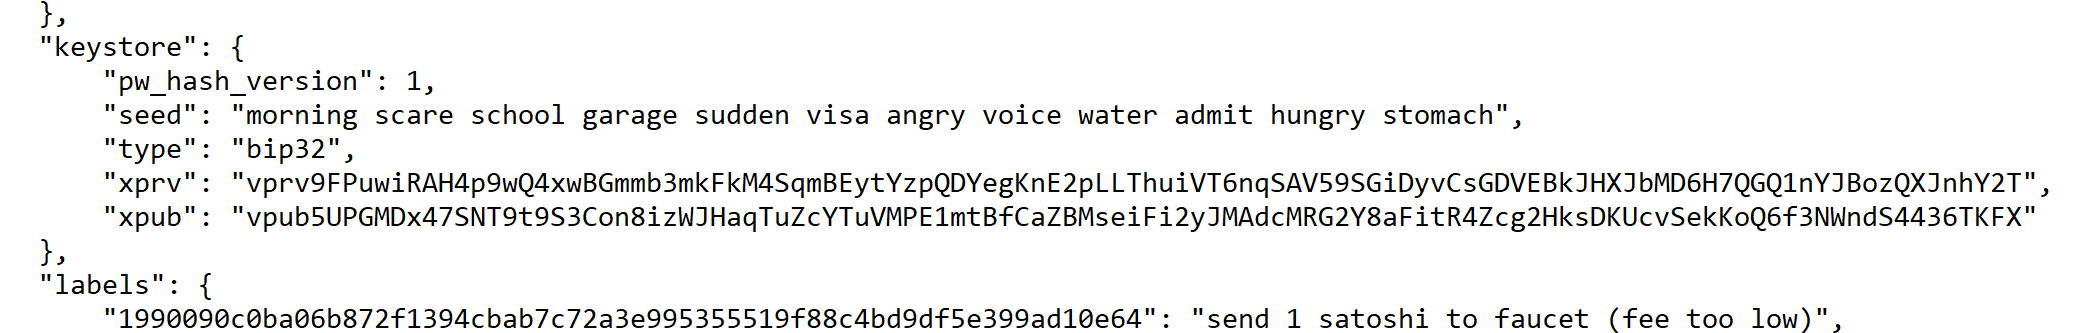 },
"keystore": {
"pw_hash_version": 1,
"seed": "morning scare school garage sudden visa angry voice water admit hungry stomach",
"type": "bip32",
"xprv": "vprv9FPuwiRAH4p9wQ4xwBGmmb3mkFkM4SqmBEytYzpQDYegKnE2pLLThuiVT6nqSAV59SGiDyvCsGDVEBkJHXJbMD6H7QGQ1nYJBozQXJnhY2T",
"xpub": "vpub5UPGMDx47SNT9t9S3Con8izWJHaqTuZcYTuVMPE1mtBfCaZBMseiFi2yJMAdcMRG2Y8aFitR4Zcg2HksDKUcvSekKoQ6f3NWndS4436TKFX"
},
"labels": {
"1990090c0ba06b872f1394cbab7c72a3e995355519f88c4bd9df5e399ad10e64": "send 1 satoshi to faucet (fee too low)",